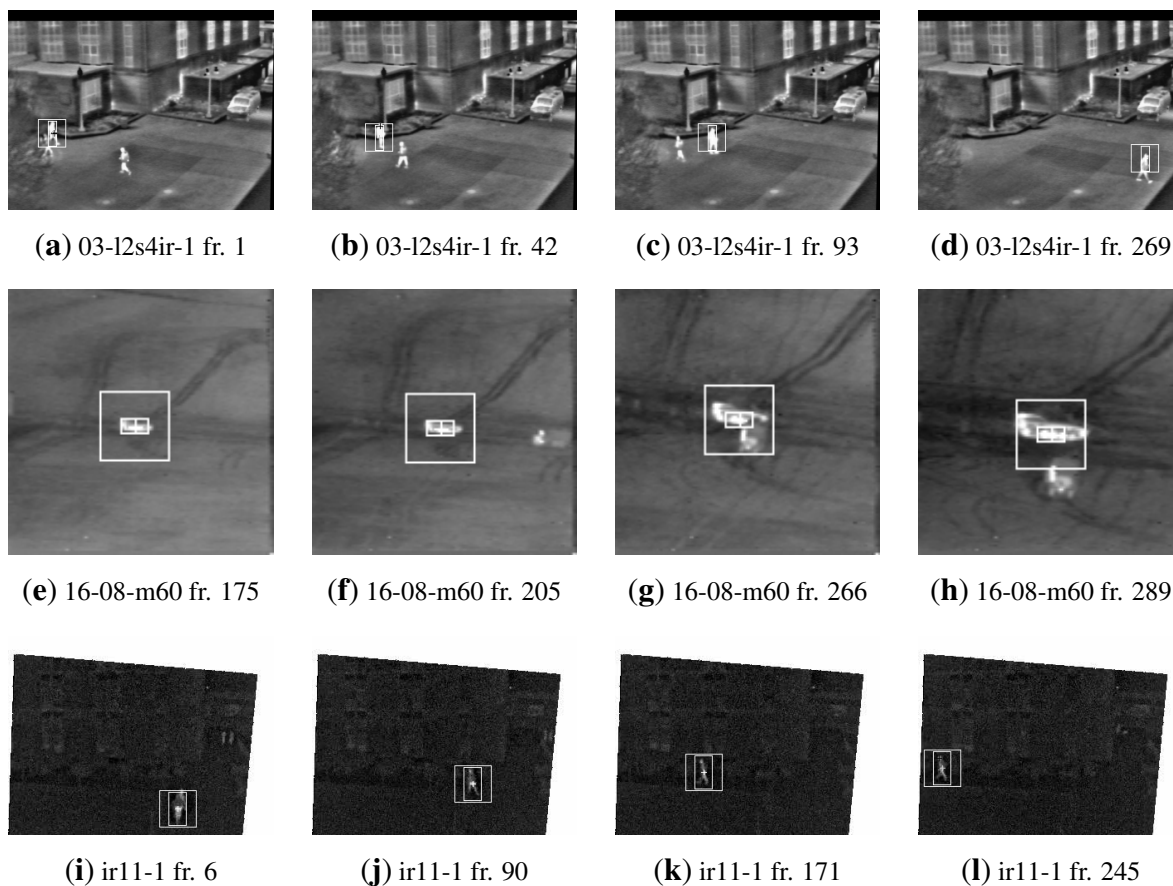 (a) 03-l2s4ir-1 fr. 1 (b) 03-l2s4ir-1 fr. 42 (c) 03-l2s4ir-1 fr. 93 (d) 03-l2s4ir-1 fr. 269
(e) 16-08-m60 fr. 175 (f) 16-08-m60 fr. 205 (g) 16-08-m60 fr. 266 (h) 16-08-m60 fr. 289
(i) ir11-1 fr. 6 (j) ir11-1 fr. 90 (k) ir11-1 fr. 171 (l) ir11-1 fr. 245